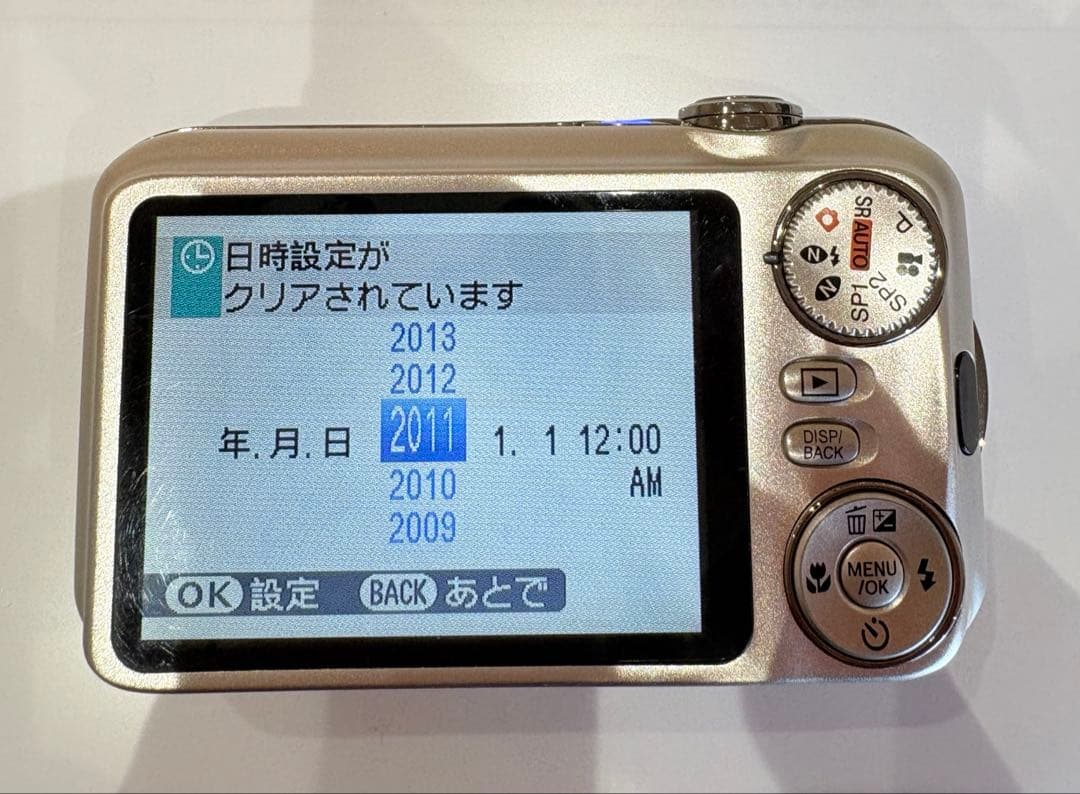 日時設定が
クリアされています
2013
2012
年.月.日 2011 1. 1 12:00
AM
2010
2009
OK 設定 BACK あとで
P
SR AUTO
SP2
SP1
N
N
DISP/
BACK
MENU
/OK